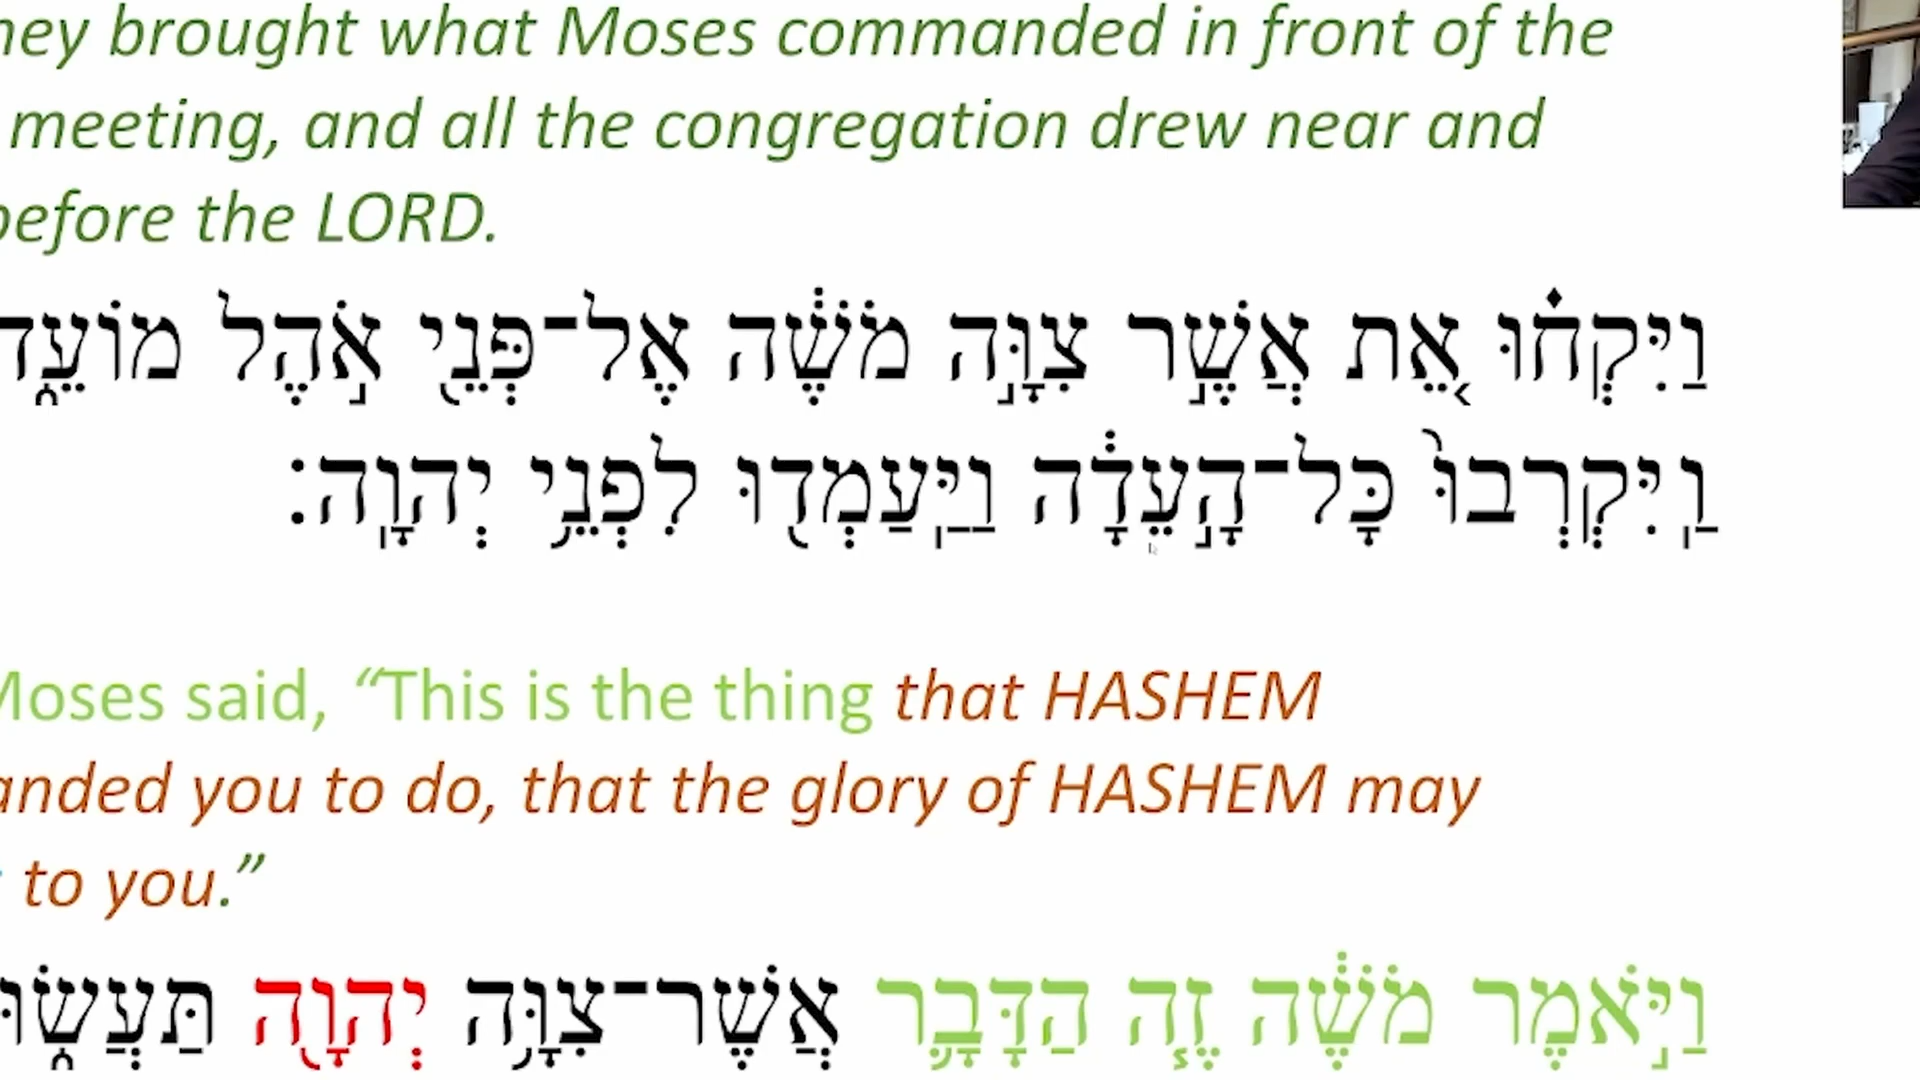 hey brought what Moses commanded in front of the
meeting, and all the congregation drew near and
before the LORD.
וַיִּקְח֗וּ אֵ֚ת אֲשֶׁ֣ר צִוָּ֣ה מֹשֶׁ֔ה אֶל־פְּנֵ֖י אֹ֣הֶל מוֹעֵ֑ד
וַֽיִּקְרְבוּ֙ כׇּל־הָ֣עֵדָ֔ה וַיַּֽעַמְד֖וּ לִפְנֵ֥י יְהוָֽה׃
Moses said, “This is the thing that HASHEM
anded you to do, that the glory of HASHEM may
to you.”
וַיֹּ֣אמֶר מֹשֶׁ֔ה זֶ֧ה הַדָּבָ֛ר אֲשֶׁר־צִוָּ֥ה יְהוָ֖ה תַּעֲשׂ֑וּ